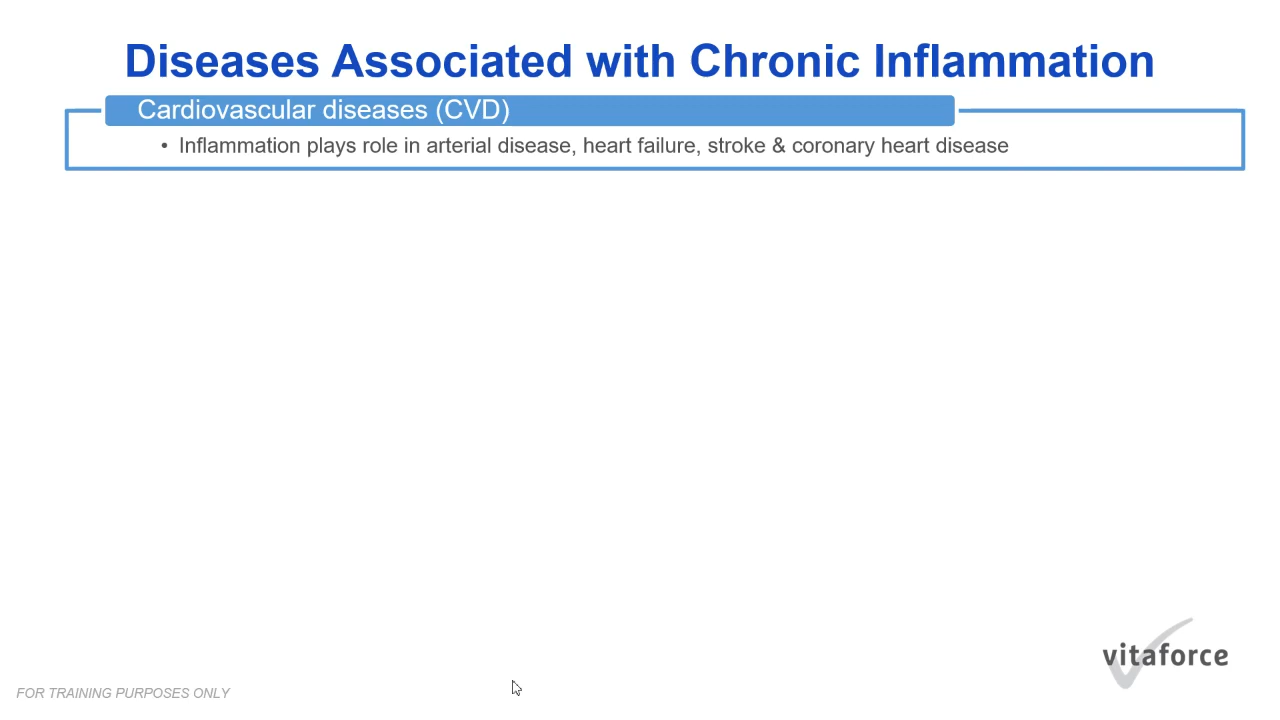 Diseases Associated with Chronic Inflammation
Cardiovascular diseases (CVD)
• Inflammation plays role in arterial disease, heart failure, stroke & coronary heart disease
vitaforce
FOR TRAINING PURPOSES ONLY